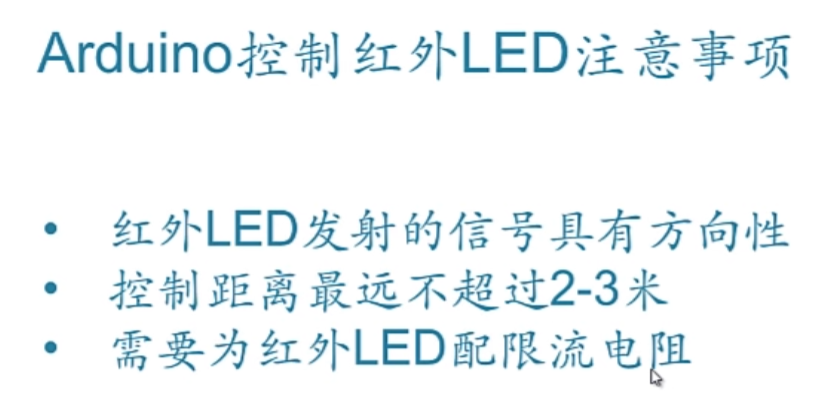 Arduino控制红外LED注意事项
• 红外LED发射的信号具有方向性
• 控制距离最远不超过2-3米
• 需要为红外LED配限流电阻